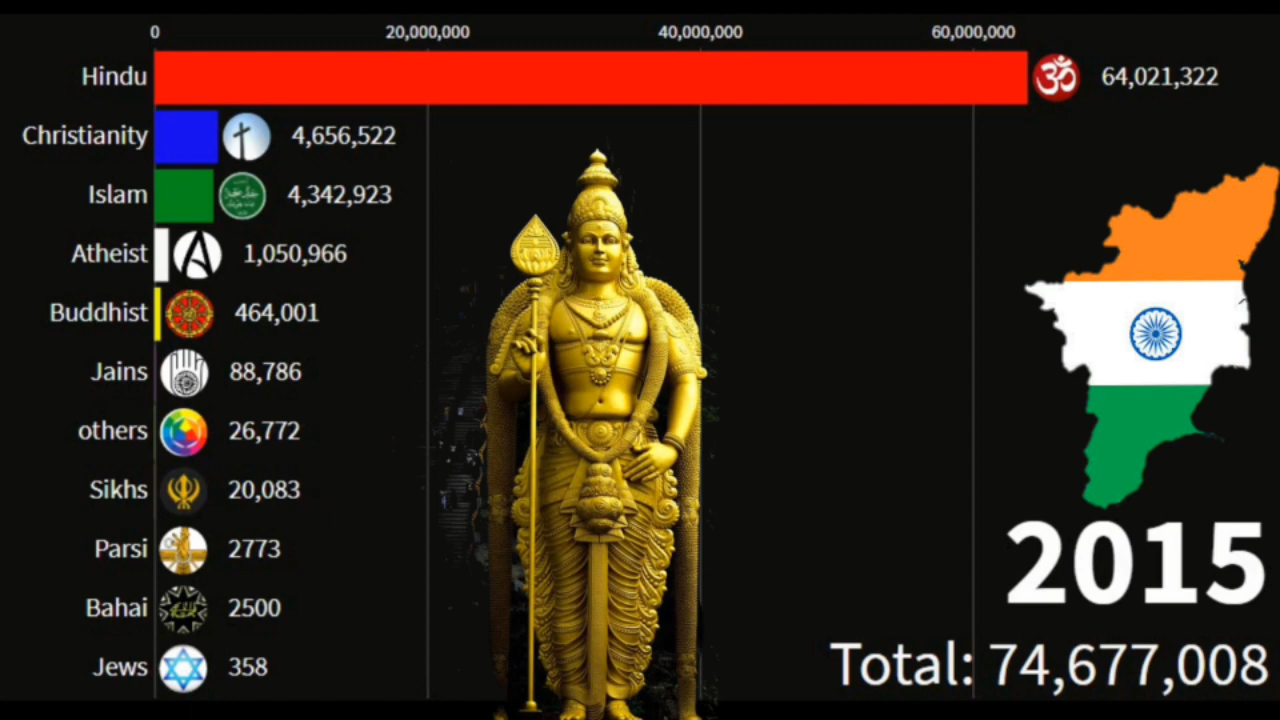 0 20,000,000 40,000,000 60,000,000
Hindu ॐ 64,021,322
Christianity 4,656,522
Islam 4,342,923
Atheist A 1,050,966
Buddhist 464,001
Jains 88,786
others 26,772
Sikhs 20,083
Parsi 2773
Bahai 2500
Jews 358
2015
Total: 74,677,008